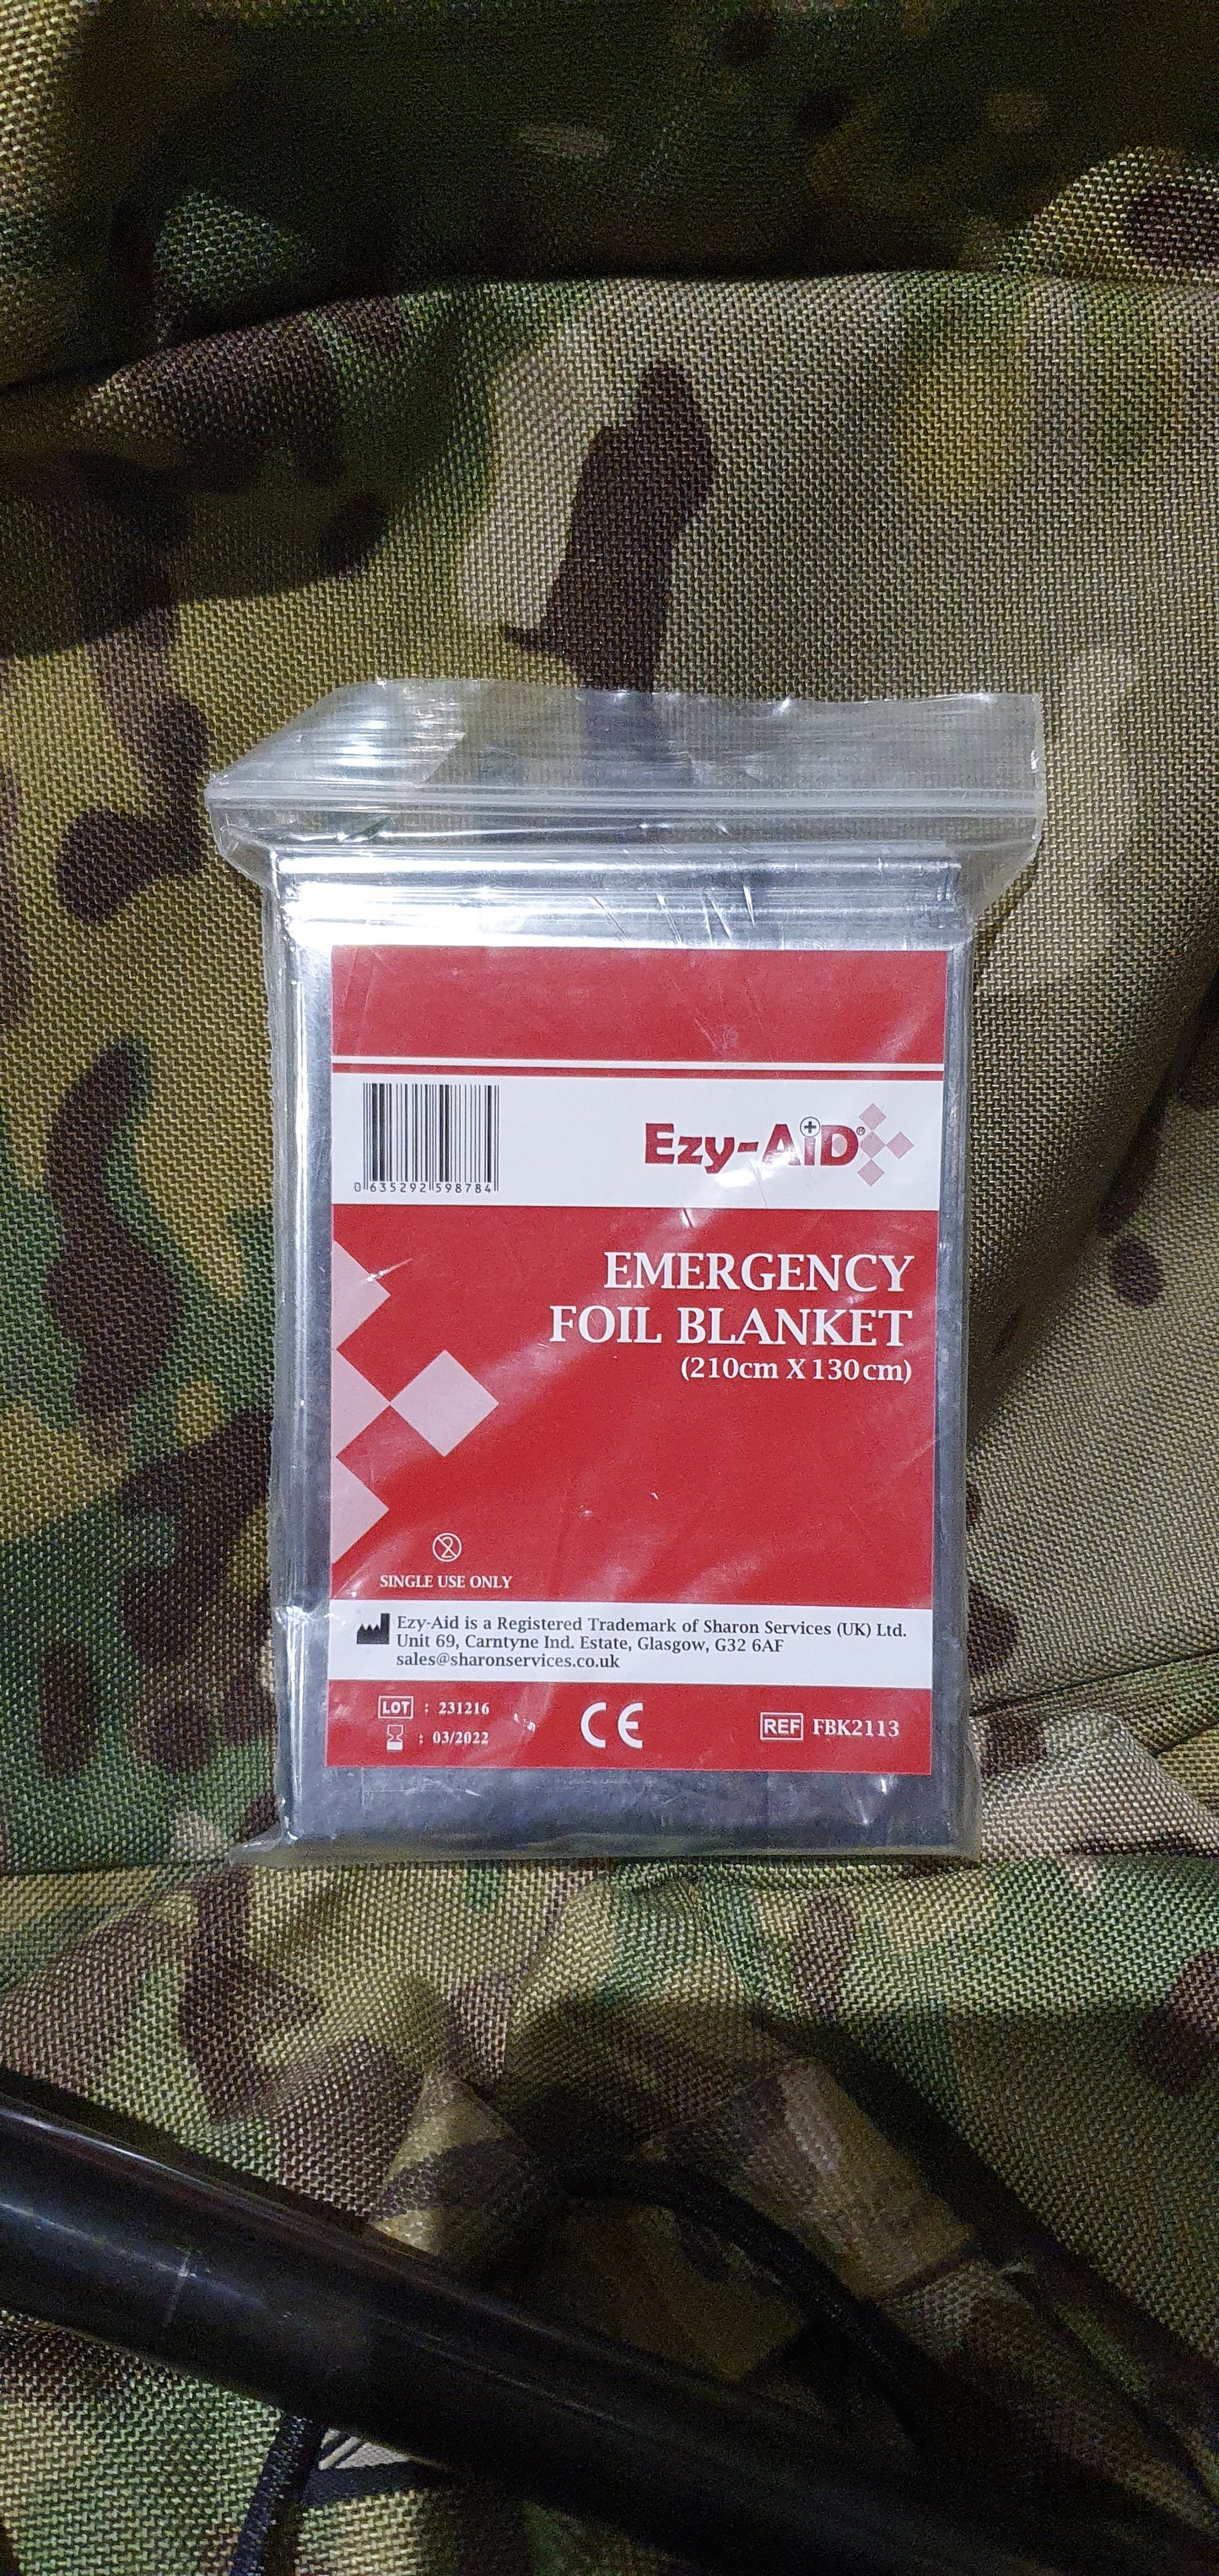 0 635292 598784
Ezy-AiD®
EMERGENCY
FOIL BLANKET
(210cm X 130cm)
2
SINGLE USE ONLY
Ezy-Aid is a Registered Trademark of Sharon Services (UK) Ltd.
Unit 69, Carntyne Ind. Estate, Glasgow, G32 6AF
sales@sharonservices.co.uk
LOT : 231216
: 03/2022
CE
REF FBK2113